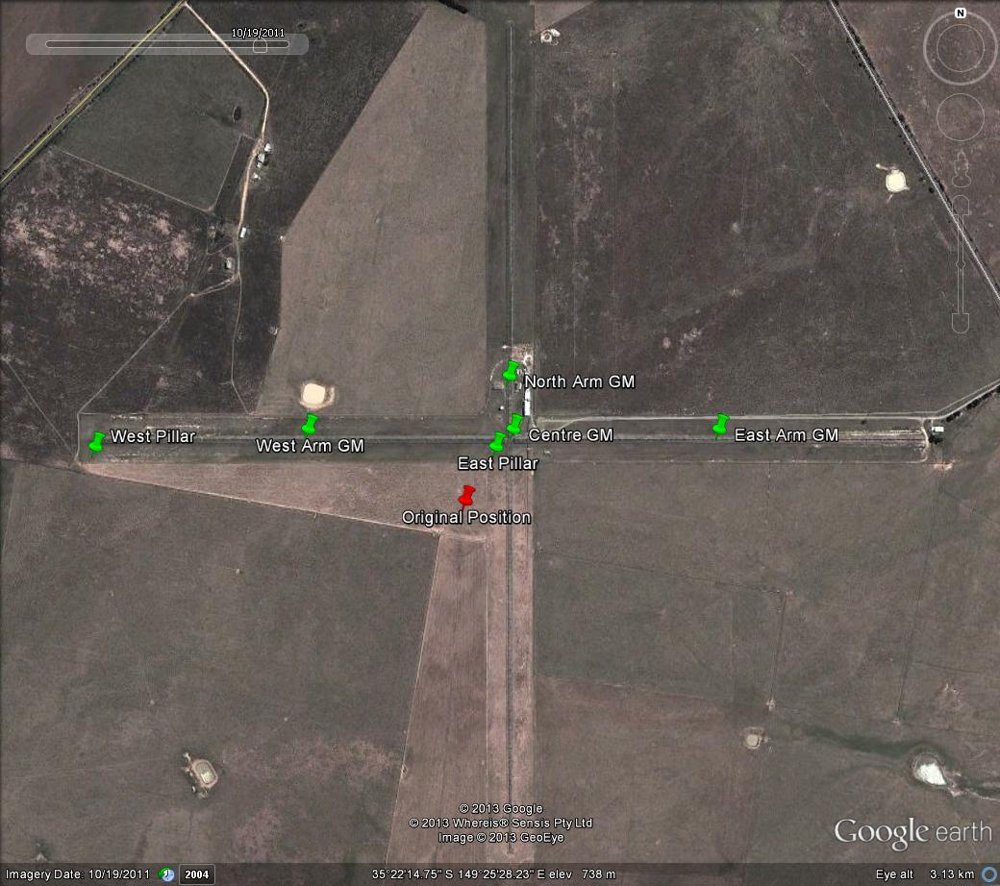 10/19/2011
N
North Arm GM
West Pillar
West Arm GM
Centre GM
East Arm GM
East Pillar
Original Position
© 2013 Google
© 2013 Whereis® Sensis Pty Ltd
Image © 2013 GeoEye
Google earth
Imagery Date: 10/19/2011 2004 35°22'14.75" S 149°25'28.23" E elev 738 m Eye alt 3.13 km